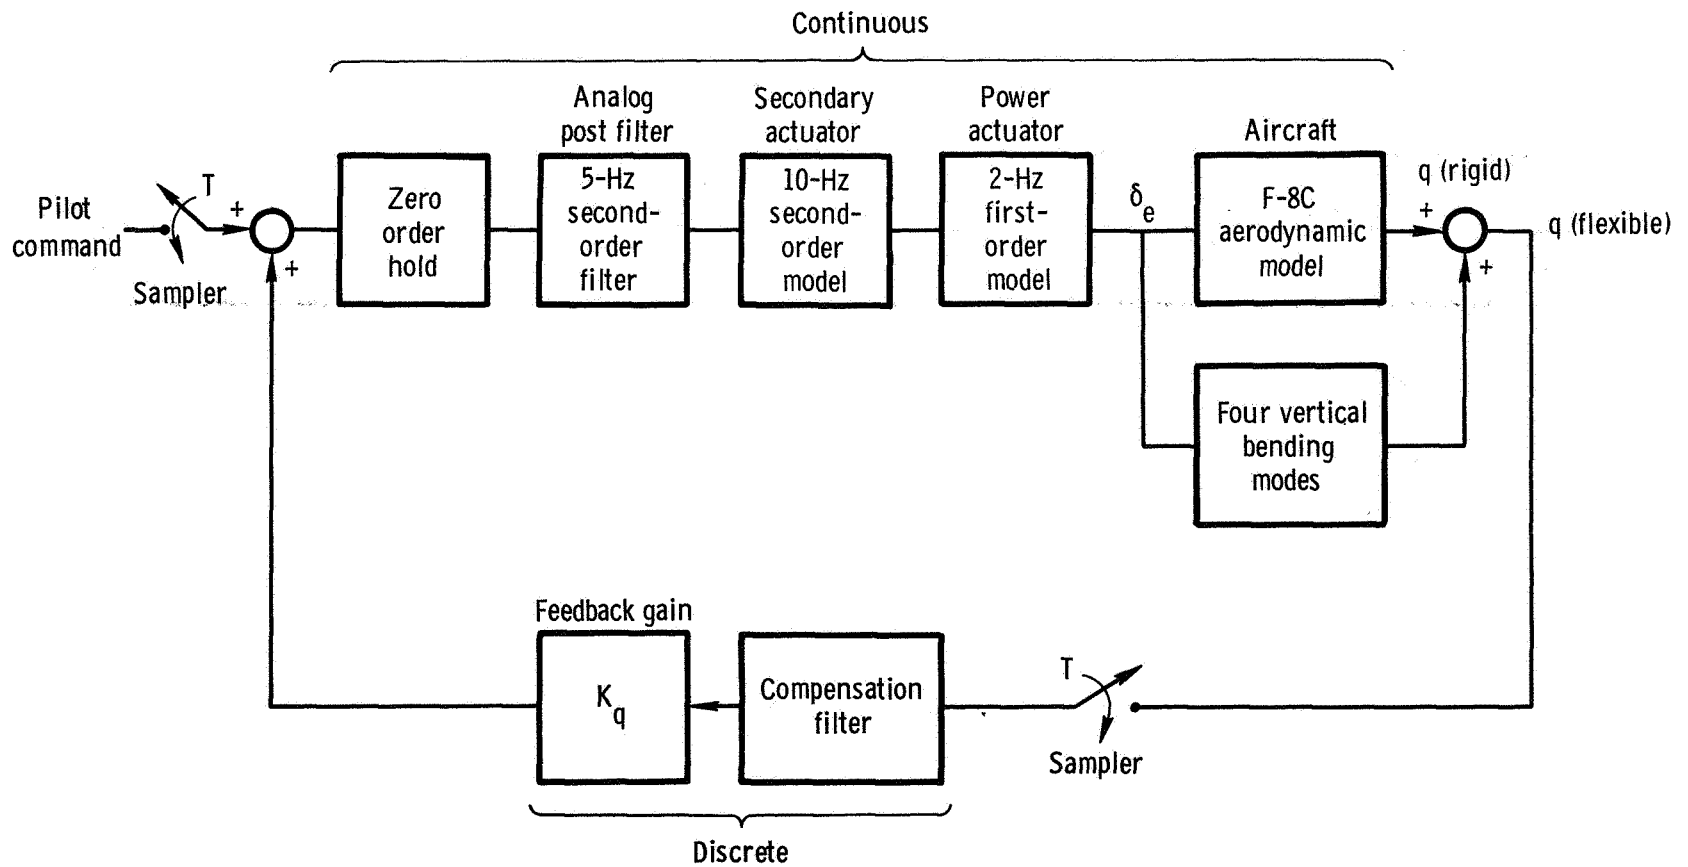 Continuous
Analog
post filter
Secondary
actuator
Power
actuator
Aircraft
Pilot
command
T
Sampler
+
+
Zero
order
hold
5-Hz
second-
order
filter
10-Hz
second-
order
model
2-Hz
first-
order
model
δe
F-8C
aerodynamic
model
q (rigid)
+
+
q (flexible)
Four vertical
bending
modes
Feedback gain
Kq
Compensation
filter
T
Sampler
Discrete